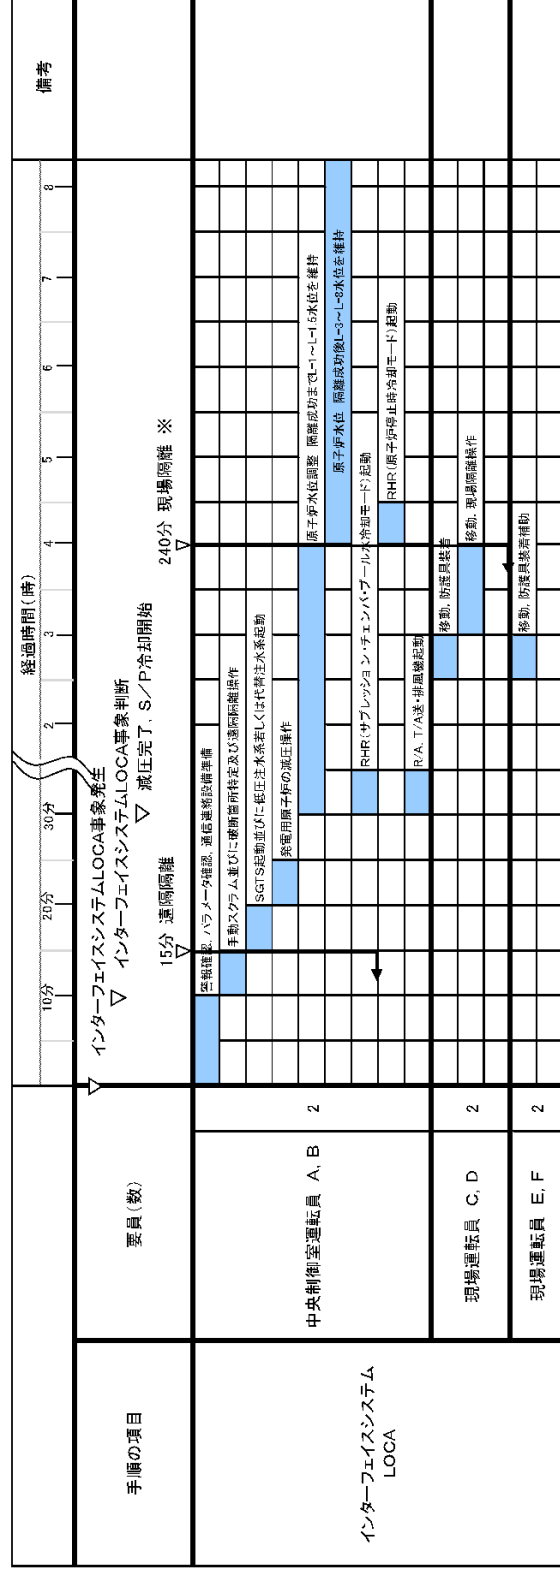 経過時間(時)
備考
10分
20分
30分
2
3
4
5
6
7
8
手順の項目
要員(数)
インターフェイスシステムLOCA事象発生
インターフェイスシステムLOCA事象判断
減圧完了，S／P冷却開始
15分 遠隔隔離
240分 現場隔離 ※
インターフェイスシステム
LOCA
中央制御室運転員 A, B
2
警報確認，パラメータ確認，通信連絡設備準備
手動スクラム並びに破断箇所特定及び遠隔隔離操作
SGTS起動並びに低圧注水系若しくは代替注水系起動
発電用原子炉の減圧操作
原子炉水位調整 隔離成功までL-1～L-1.5水位を維持
原子炉水位 隔離成功後L-3～L-8水位を維持
RHR(サプレッション・チェンバ・プール水冷却モード)起動
RHR(原子炉停止時冷却モード)起動
R/A, T/A送・排風機起動
現場運転員 C, D
2
移動，防護具装着
移動，現場隔離操作
現場運転員 E, F
2
移動，防護具装着補助